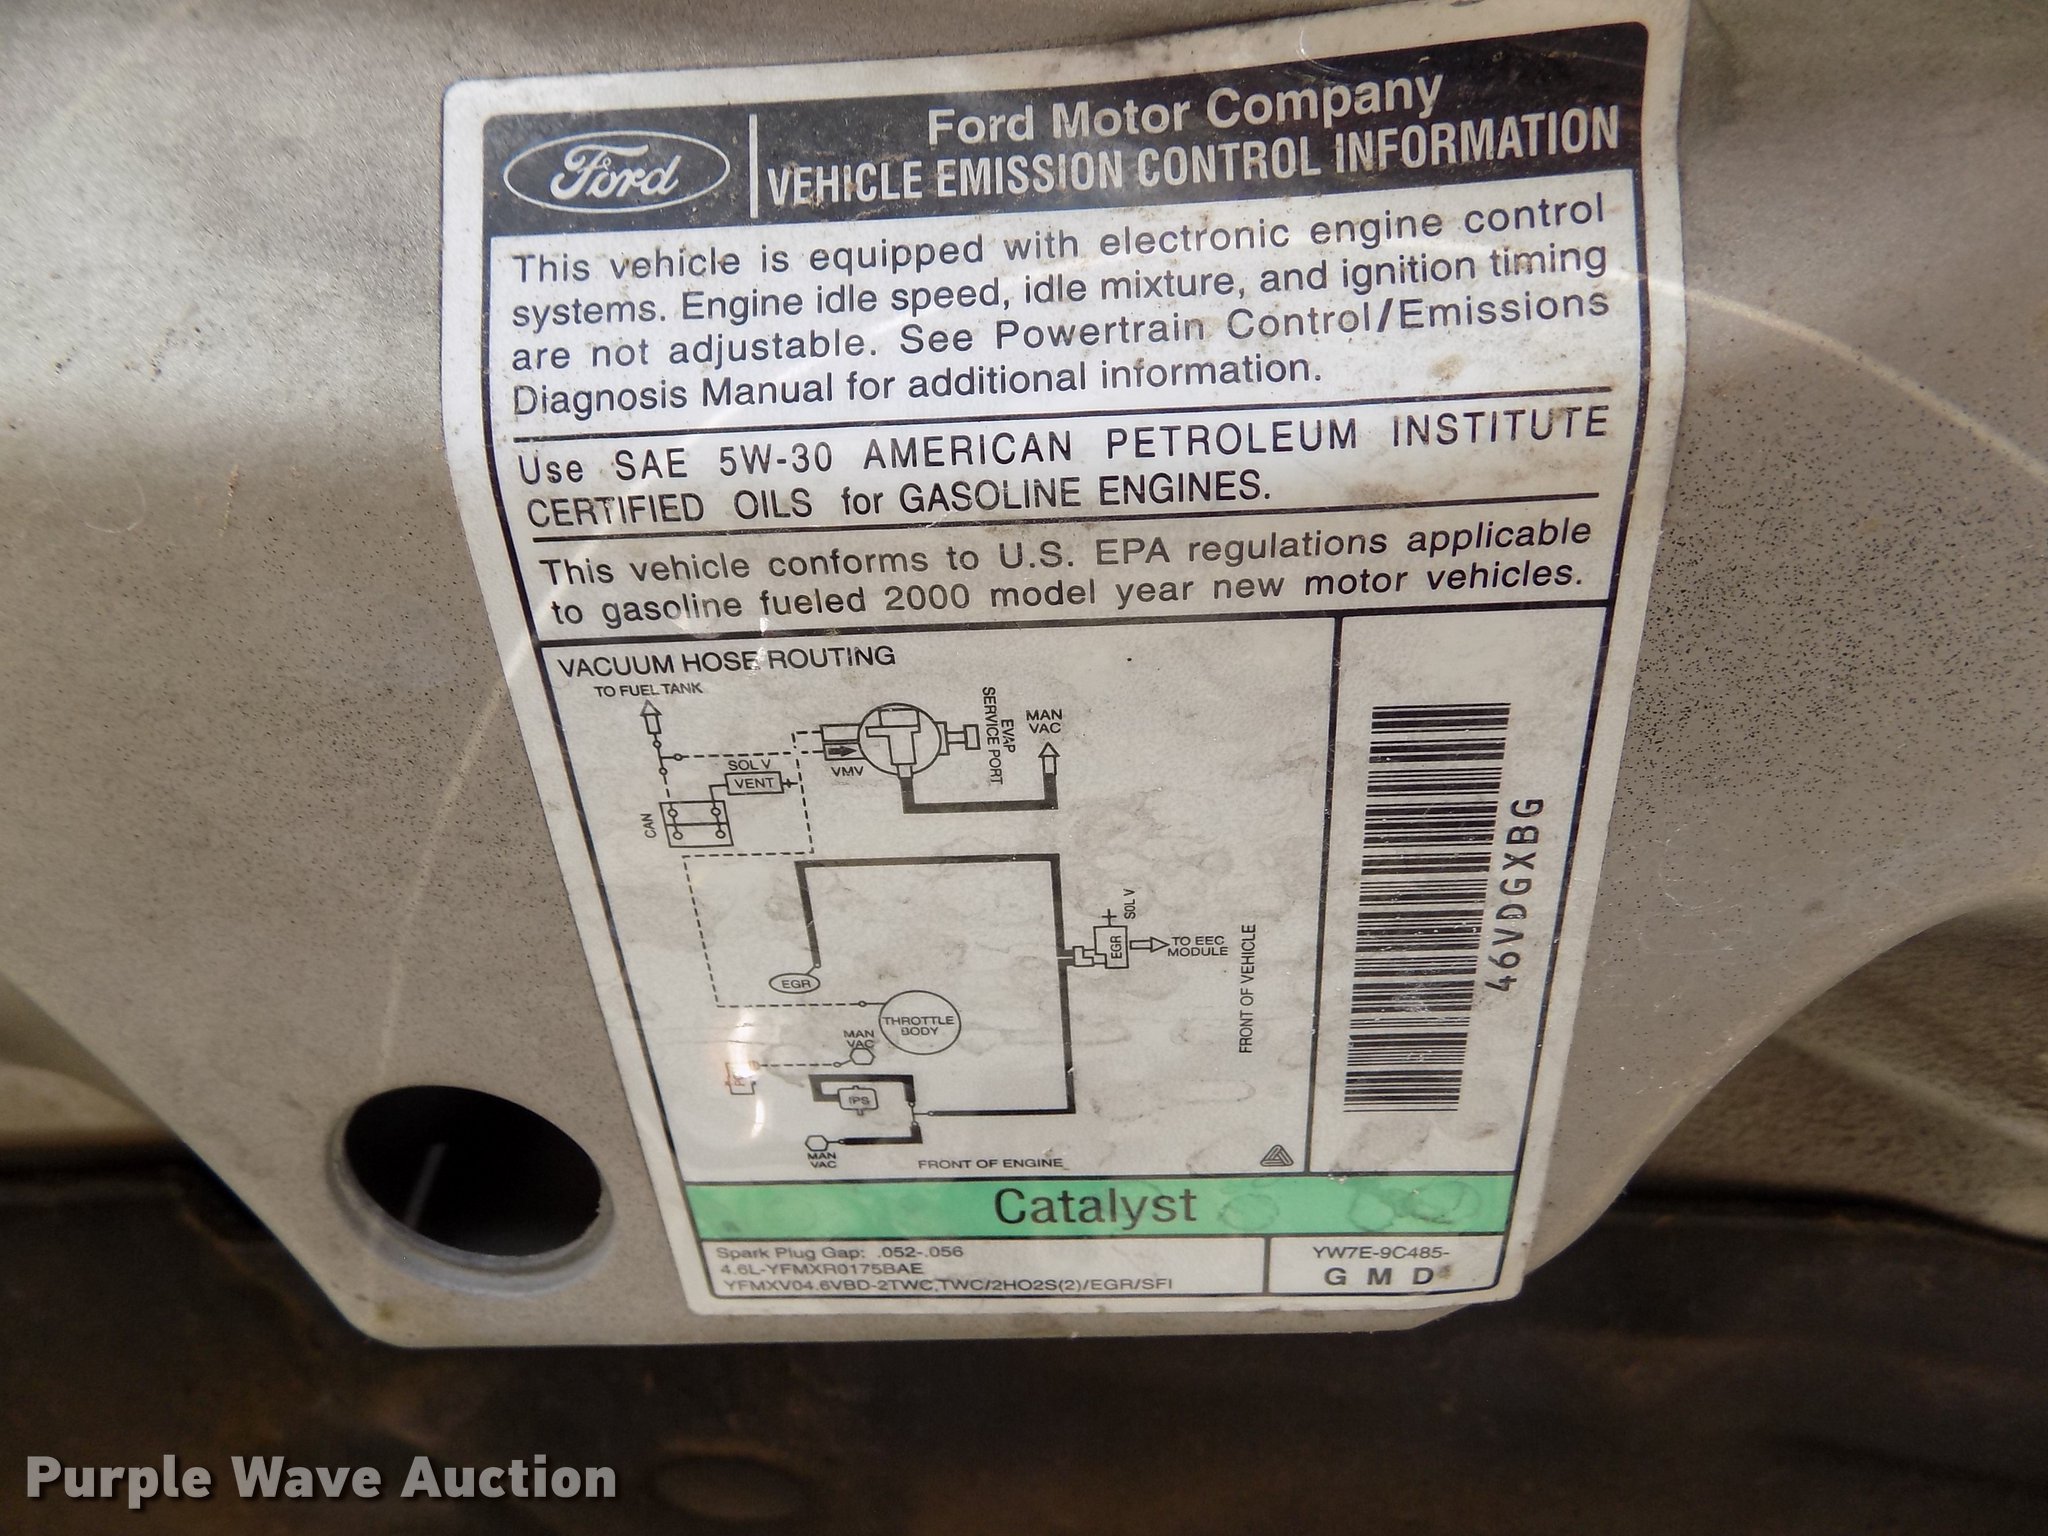 Ford
Ford Motor Company
VEHICLE EMISSION CONTROL INFORMATION
This vehicle is equipped with electronic engine control
systems. Engine idle speed, idle mixture, and ignition timing
are not adjustable. See Powertrain Control/Emissions
Diagnosis Manual for additional information.
Use SAE 5W-30 AMERICAN PETROLEUM INSTITUTE
CERTIFIED OILS for GASOLINE ENGINES.
This vehicle conforms to U.S. EPA regulations applicable
to gasoline fueled 2000 model year new motor vehicles.
VACUUM HOSE ROUTING
TO FUEL TANK
EVAP
SERVICE PORT
MAN
VAC
SOL V
VENT
VMV
CAN
SOL V
EGR
TO EEC
MODULE
EGR
THROTTLE
BODY
MAN
VAC
IPS
MAN
VAC
FRONT OF ENGINE
FRONT OF VEHICLE
46VDGXBG
Catalyst
Spark Plug Gap: .052-.056
4.6L-YFMXR0175BAE
YFMXV04.6VBD-2TWC,TWC/2HO2S(2)/EGR/SFI
YW7E-9C485-
G M D
Purple Wave Auction